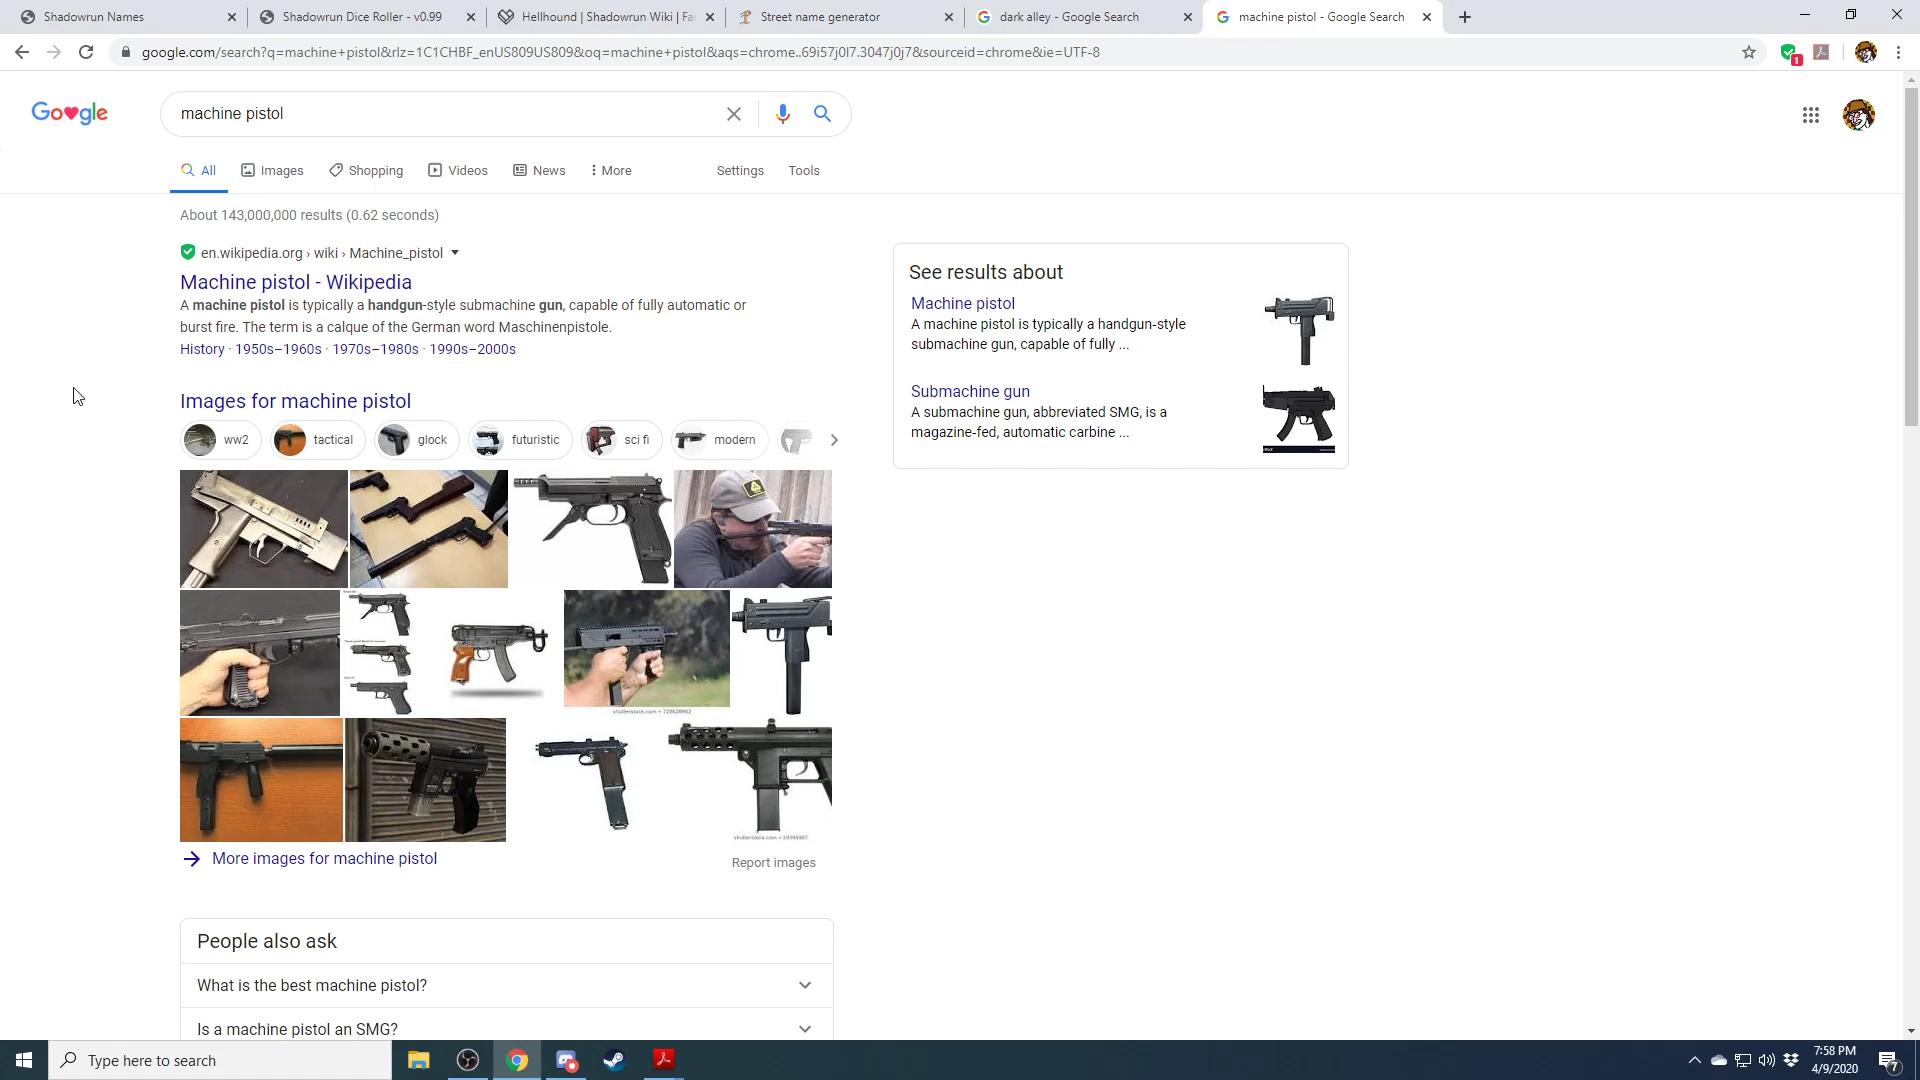 Shadowrun Names
Shadowrun Dice Roller - v0.99
Hellhound | Shadowrun Wiki | Fa
Street name generator
dark alley - Google Search
machine pistol - Google Search
google.com/search?q=machine+pistol&rlz=1C1CHBF_enUS809US809&oq=machine+pistol&aqs=chrome..69i57j0l7.3047j0j7&sourceid=chrome&ie=UTF-8
1
Google
machine pistol
All
Images
Shopping
Videos
News
More
Settings
Tools
About 143,000,000 results (0.62 seconds)
en.wikipedia.org › wiki › Machine_pistol
Machine pistol - Wikipedia
A machine pistol is typically a handgun-style submachine gun, capable of fully automatic or
burst fire. The term is a calque of the German word Maschinenpistole.
History · 1950s–1960s · 1970s–1980s · 1990s–2000s
See results about
Machine pistol
A machine pistol is typically a handgun-style
submachine gun, capable of fully ...
Submachine gun
A submachine gun, abbreviated SMG, is a
magazine-fed, automatic carbine ...
Images for machine pistol
ww2
tactical
glock
futuristic
sci fi
modern
More images for machine pistol
Report images
People also ask
What is the best machine pistol?
Is a machine pistol an SMG?
Type here to search
7:58 PM
4/9/2020
7